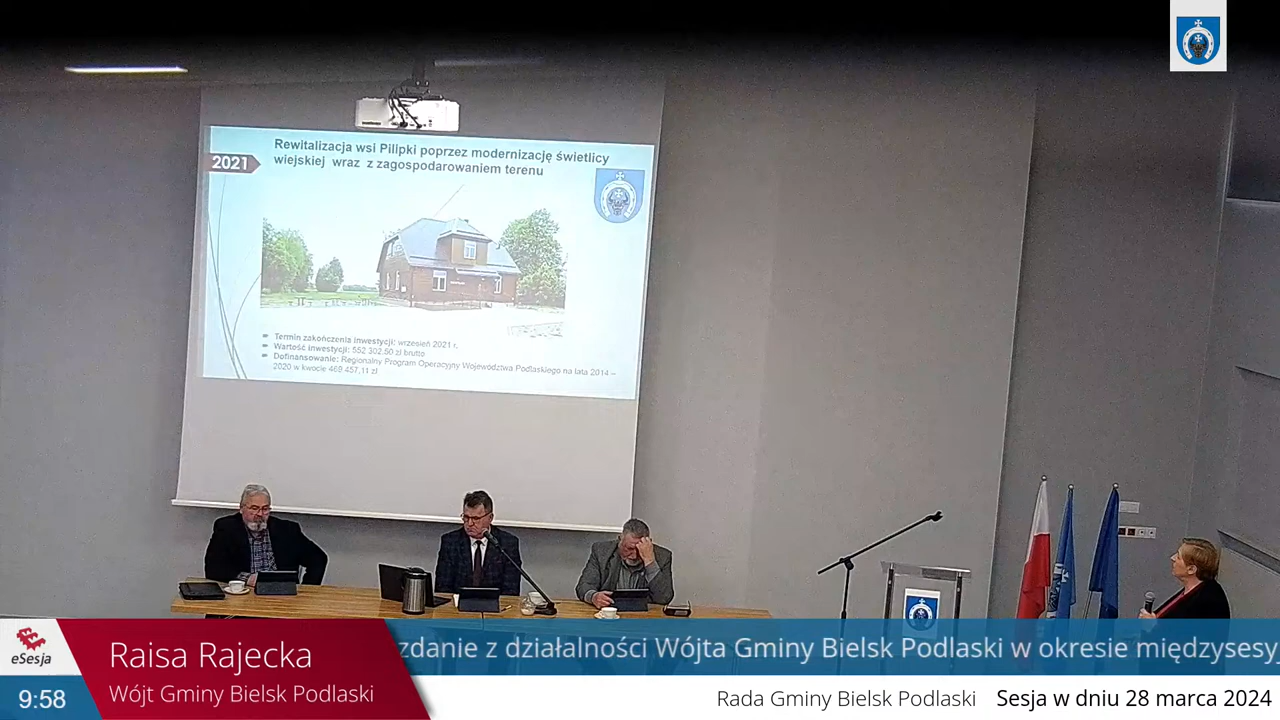 Rewitalizacja wsi Pilipki poprzez modernizację świetlicy
wiejskiej wraz z zagospodarowaniem terenu
2021
Termin zakończenia inwestycji: wrzesień 2021 r.
Wartość inwestycji: 552 302.50 zł brutto
Dofinansowanie: Regionalny Program Operacyjny Województwa Podlaskiego na lata 2014 –
2020 w kwocie 469 457,11 zł
eSesja
9:58
Raisa Rajecka
Wójt Gminy Bielsk Podlaski
zdanie z działalności Wójta Gminy Bielsk Podlaski w okresie międzysesy
Rada Gminy Bielsk Podlaski Sesja w dniu 28 marca 2024